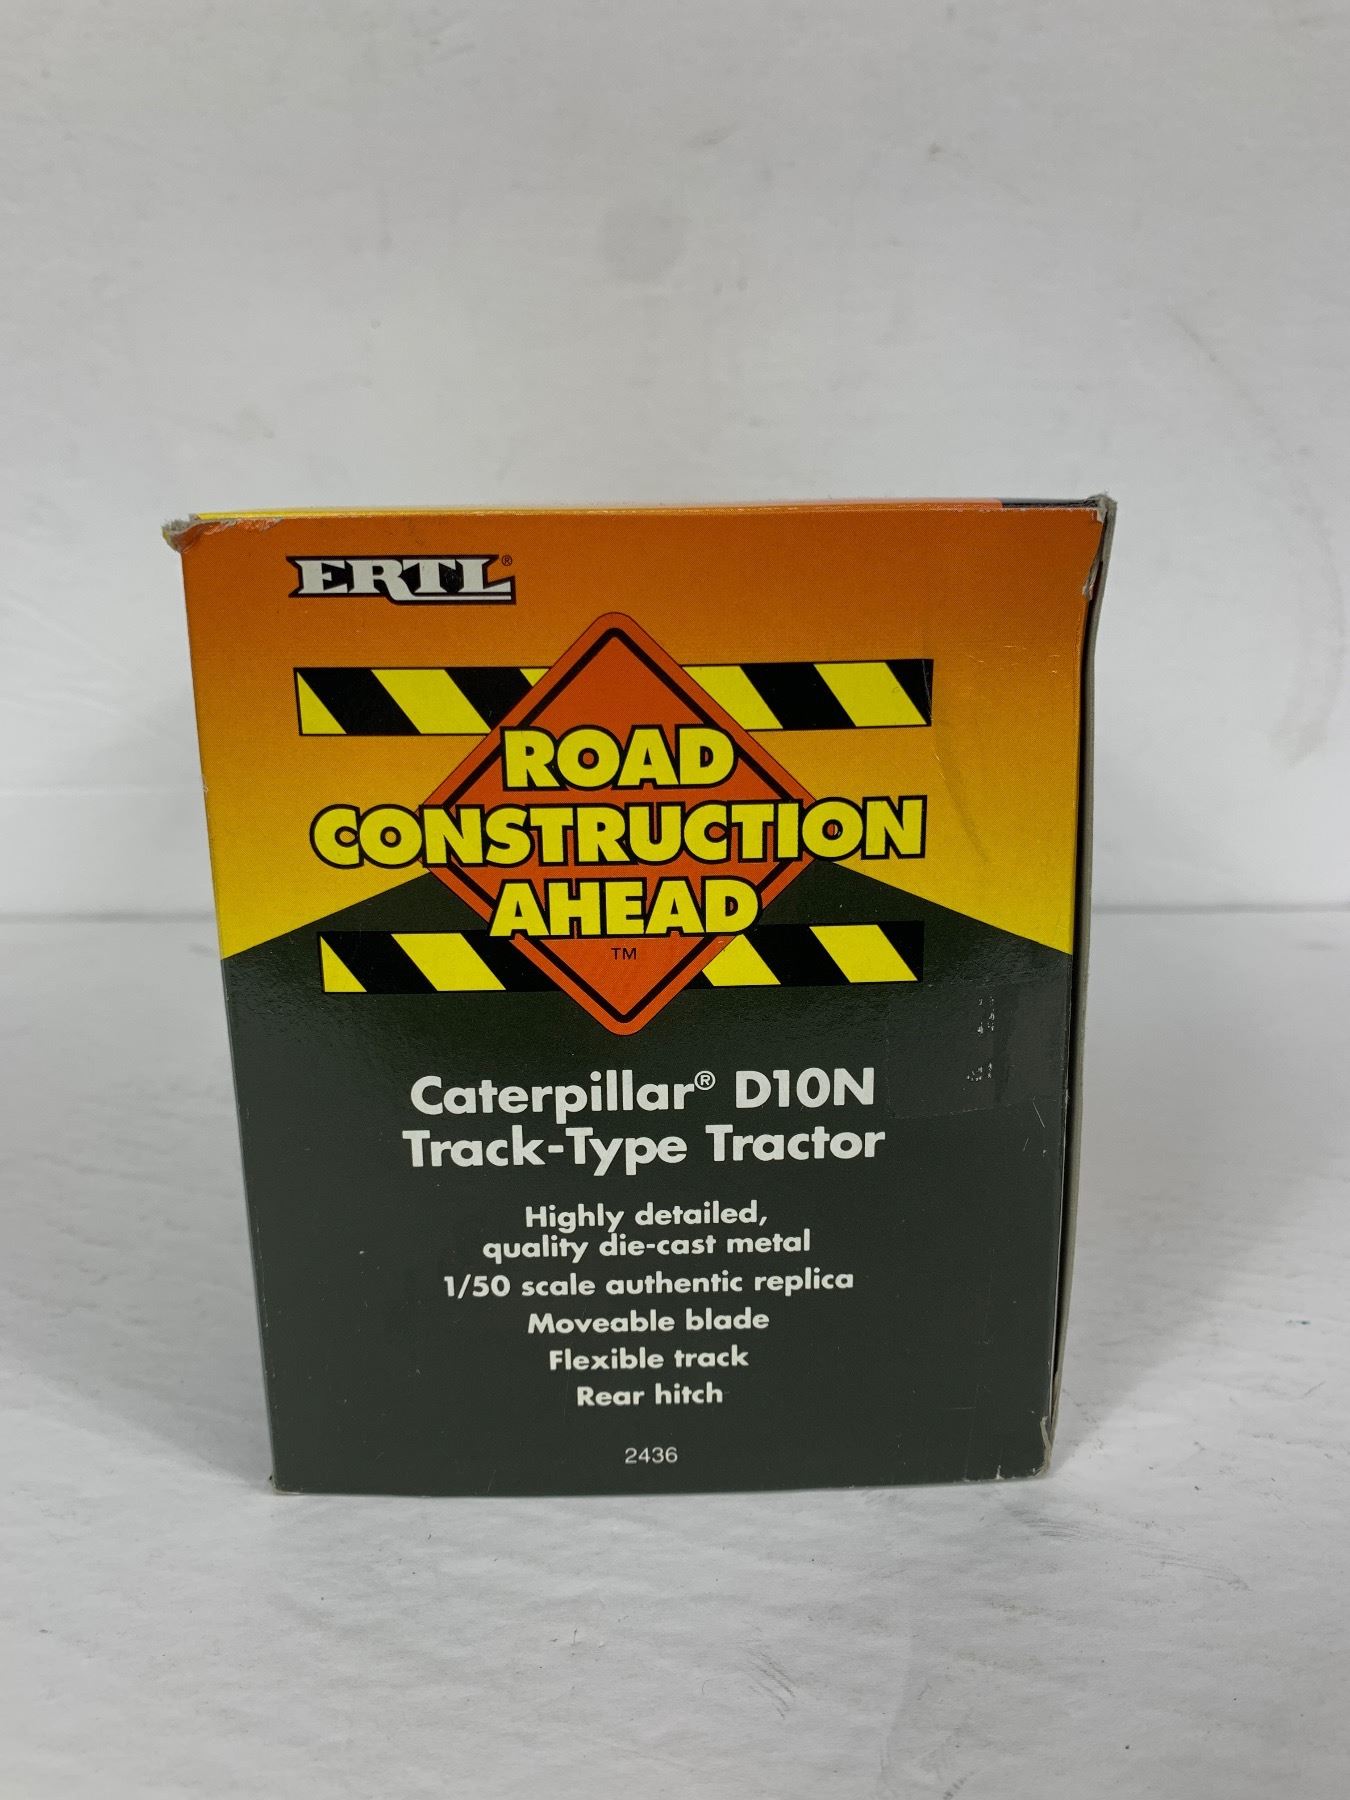 ERTL®
ROAD
CONSTRUCTION
AHEAD
TM
Caterpillar® D10N
Track-Type Tractor
Highly detailed,
quality die-cast metal
1/50 scale authentic replica
Moveable blade
Flexible track
Rear hitch
2436